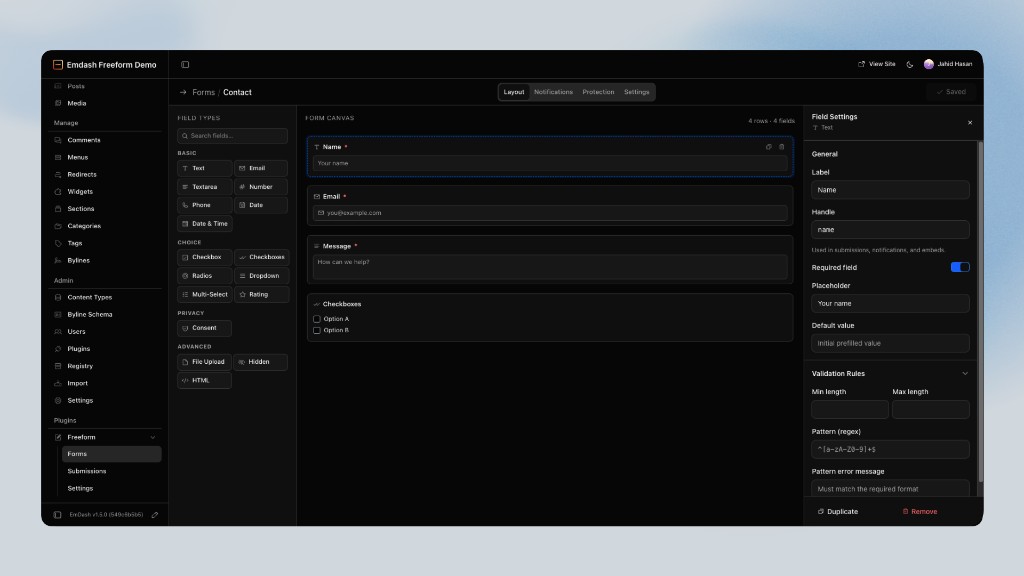 Emdash Freeform Demo
View Site
Jahid Hasan
Posts
Media
Manage
Comments
Menus
Redirects
Widgets
Sections
Categories
Tags
Bylines
Admin
Content Types
Byline Schema
Users
Plugins
Registry
Import
Settings
Plugins
Freeform
Forms
Submissions
Settings
Forms / Contact
Layout Notifications Protection Settings
Saved
FIELD TYPES
Search fields...
BASIC
Text Email
Textarea Number
Phone Date
Date & Time
CHOICE
Checkbox Checkboxes
Radios Dropdown
Multi-Select Rating
PRIVACY
Consent
ADVANCED
File Upload Hidden
HTML
FORM CANVAS
4 rows · 4 fields
Name *
Your name
Email *
you@example.com
Message *
How can we help?
Checkboxes
Option A
Option B
Field Settings
Text
General
Label
Name
Handle
name
Used in submissions, notifications, and embeds.
Required field
Placeholder
Your name
Default value
Initial prefilled value
Validation Rules
Min length Max length
Pattern (regex)
^[a-zA-Z0-9]+$
Pattern error message
Must match the required format
Duplicate Remove